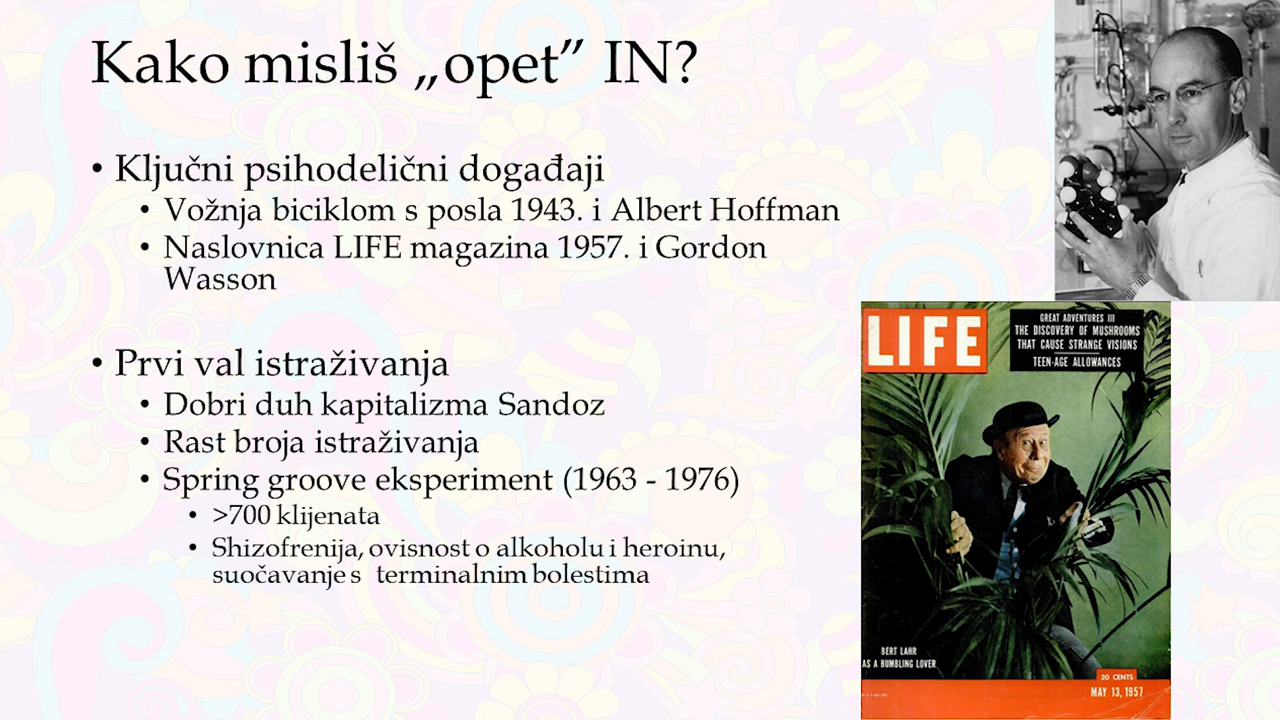 Kako misliš „opet” IN?
• Ključni psihodelični događaji
• Vožnja biciklom s posla 1943. i Albert Hoffman
• Naslovnica LIFE magazina 1957. i Gordon
Wasson
• Prvi val istraživanja
• Dobri duh kapitalizma Sandoz
• Rast broja istraživanja
• Spring groove eksperiment (1963 - 1976)
• >700 klijenata
• Shizofrenija, ovisnost o alkoholu i heroinu,
suočavanje s terminalnim bolestima
LIFE
GREAT ADVENTURES III
THE DISCOVERY OF MUSHROOMS
THAT CAUSE STRANGE VISIONS
TEEN-AGE ALLOWANCES
BERT LAHR
AS A BUMBLING LOVER
20 CENTS
MAY 13, 1957